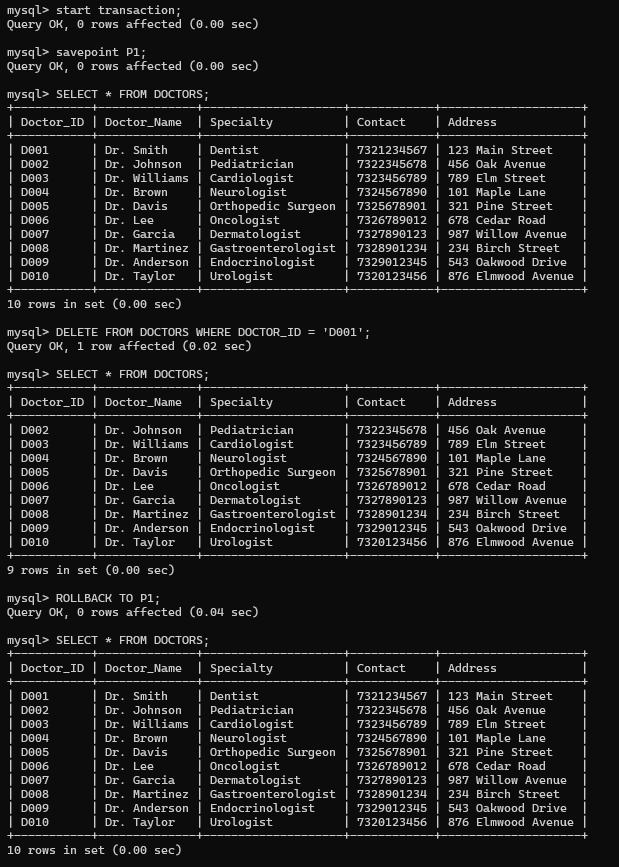 mysql> start transaction;
Query OK, 0 rows affected (0.00 sec)
mysql> savepoint P1;
Query OK, 0 rows affected (0.00 sec)
mysql> SELECT * FROM DOCTORS;
| Doctor_ID | Doctor_Name | Specialty | Contact | Address |
| D001 | Dr. Smith | Dentist | 7321234567 | 123 Main Street |
| D002 | Dr. Johnson | Pediatrician | 7322345678 | 456 Oak Avenue |
| D003 | Dr. Williams | Cardiologist | 7323456789 | 789 Elm Street |
| D004 | Dr. Brown | Neurologist | 7324567890 | 101 Maple Lane |
| D005 | Dr. Davis | Orthopedic Surgeon | 7325678901 | 321 Pine Street |
| D006 | Dr. Lee | Oncologist | 7326789012 | 678 Cedar Road |
| D007 | Dr. Garcia | Dermatologist | 7327890123 | 987 Willow Avenue |
| D008 | Dr. Martinez | Gastroenterologist | 7328901234 | 234 Birch Street |
| D009 | Dr. Anderson | Endocrinologist | 7329012345 | 543 Oakwood Drive |
| D010 | Dr. Taylor | Urologist | 7320123456 | 876 Elmwood Avenue |
10 rows in set (0.00 sec)
mysql> DELETE FROM DOCTORS WHERE DOCTOR_ID = 'D001';
Query OK, 1 row affected (0.02 sec)
mysql> SELECT * FROM DOCTORS;
| Doctor_ID | Doctor_Name | Specialty | Contact | Address |
| D002 | Dr. Johnson | Pediatrician | 7322345678 | 456 Oak Avenue |
| D003 | Dr. Williams | Cardiologist | 7323456789 | 789 Elm Street |
| D004 | Dr. Brown | Neurologist | 7324567890 | 101 Maple Lane |
| D005 | Dr. Davis | Orthopedic Surgeon | 7325678901 | 321 Pine Street |
| D006 | Dr. Lee | Oncologist | 7326789012 | 678 Cedar Road |
| D007 | Dr. Garcia | Dermatologist | 7327890123 | 987 Willow Avenue |
| D008 | Dr. Martinez | Gastroenterologist | 7328901234 | 234 Birch Street |
| D009 | Dr. Anderson | Endocrinologist | 7329012345 | 543 Oakwood Drive |
| D010 | Dr. Taylor | Urologist | 7320123456 | 876 Elmwood Avenue |
9 rows in set (0.00 sec)
mysql> ROLLBACK TO P1;
Query OK, 0 rows affected (0.04 sec)
mysql> SELECT * FROM DOCTORS;
| Doctor_ID | Doctor_Name | Specialty | Contact | Address |
| D001 | Dr. Smith | Dentist | 7321234567 | 123 Main Street |
| D002 | Dr. Johnson | Pediatrician | 7322345678 | 456 Oak Avenue |
| D003 | Dr. Williams | Cardiologist | 7323456789 | 789 Elm Street |
| D004 | Dr. Brown | Neurologist | 7324567890 | 101 Maple Lane |
| D005 | Dr. Davis | Orthopedic Surgeon | 7325678901 | 321 Pine Street |
| D006 | Dr. Lee | Oncologist | 7326789012 | 678 Cedar Road |
| D007 | Dr. Garcia | Dermatologist | 7327890123 | 987 Willow Avenue |
| D008 | Dr. Martinez | Gastroenterologist | 7328901234 | 234 Birch Street |
| D009 | Dr. Anderson | Endocrinologist | 7329012345 | 543 Oakwood Drive |
| D010 | Dr. Taylor | Urologist | 7320123456 | 876 Elmwood Avenue |
10 rows in set (0.00 sec)